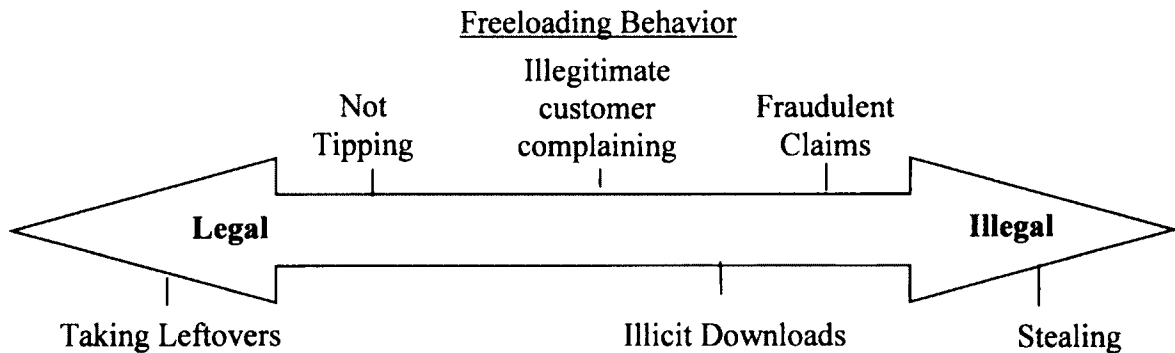 Freeloading Behavior
Illegitimate
customer
complaining
Not
Tipping
Fraudulent
Claims
Legal
Illegal
Taking Leftovers
Illicit Downloads
Stealing